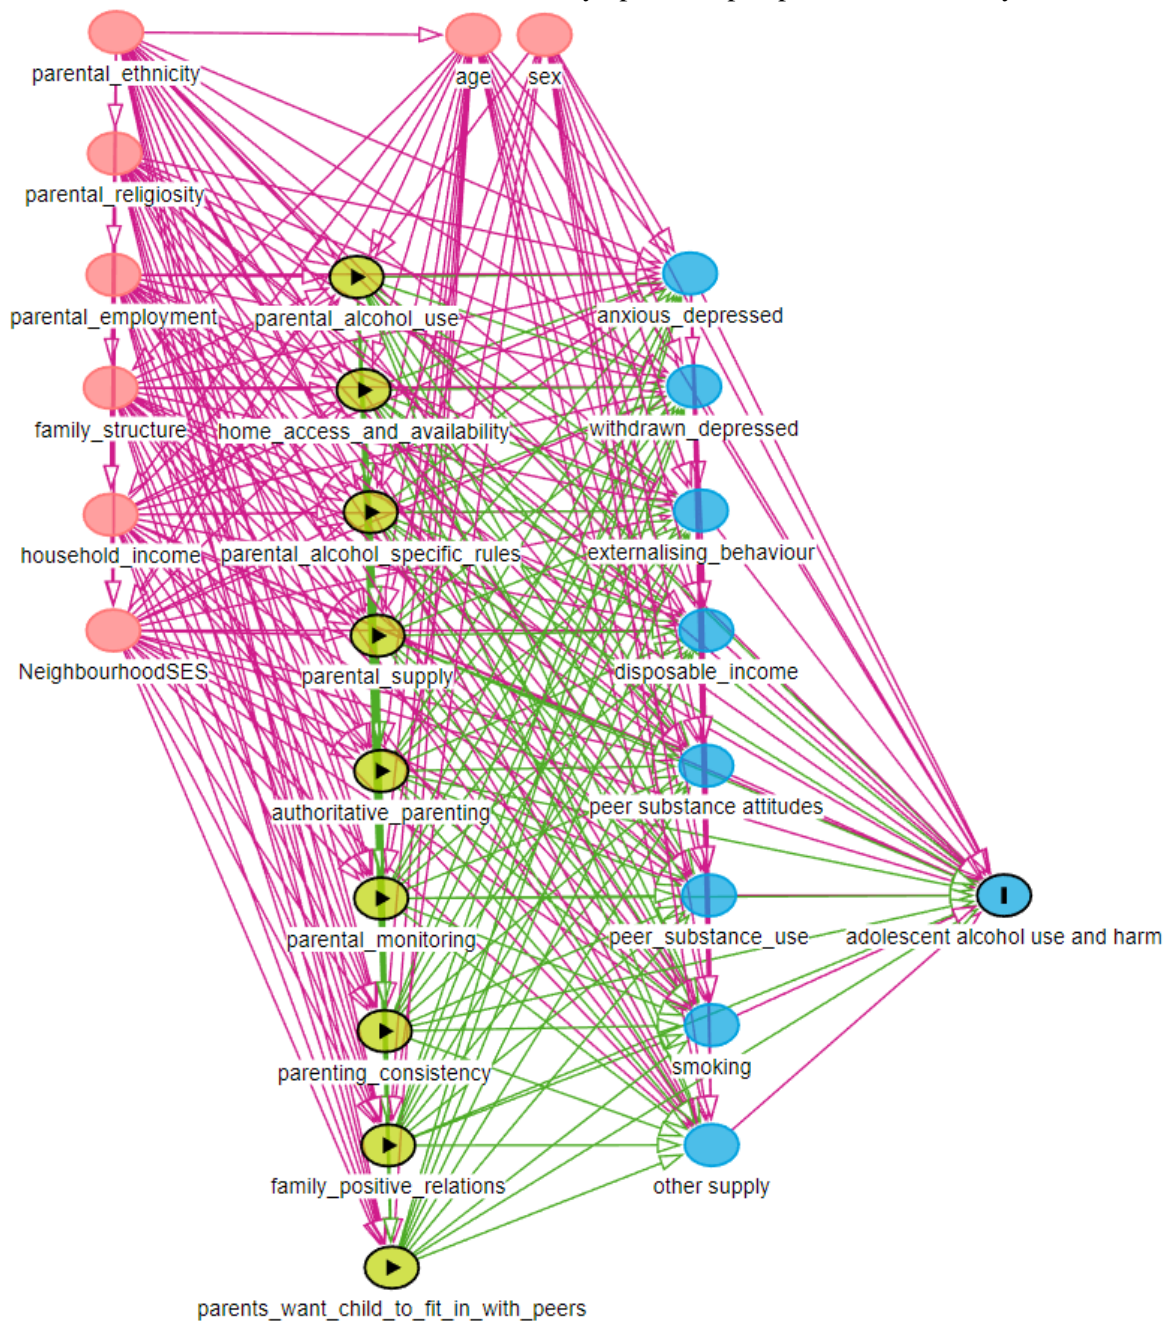 parental_ethnicity
age
sex
parental_religiosity
parental_employment
parental_alcohol_use
anxious_depressed
family_structure
home_access_and_availability
withdrawn_depressed
household_income
parental_alcohol_specific_rules
externalising_behaviour
NeighbourhoodSES
parental_supply
disposable_income
authoritative_parenting
peer substance attitudes
parental_monitoring
peer_substance_use
adolescent alcohol use and harm
parenting_consistency
smoking
family_positive_relations
other supply
parents_want_child_to_fit_in_with_peers